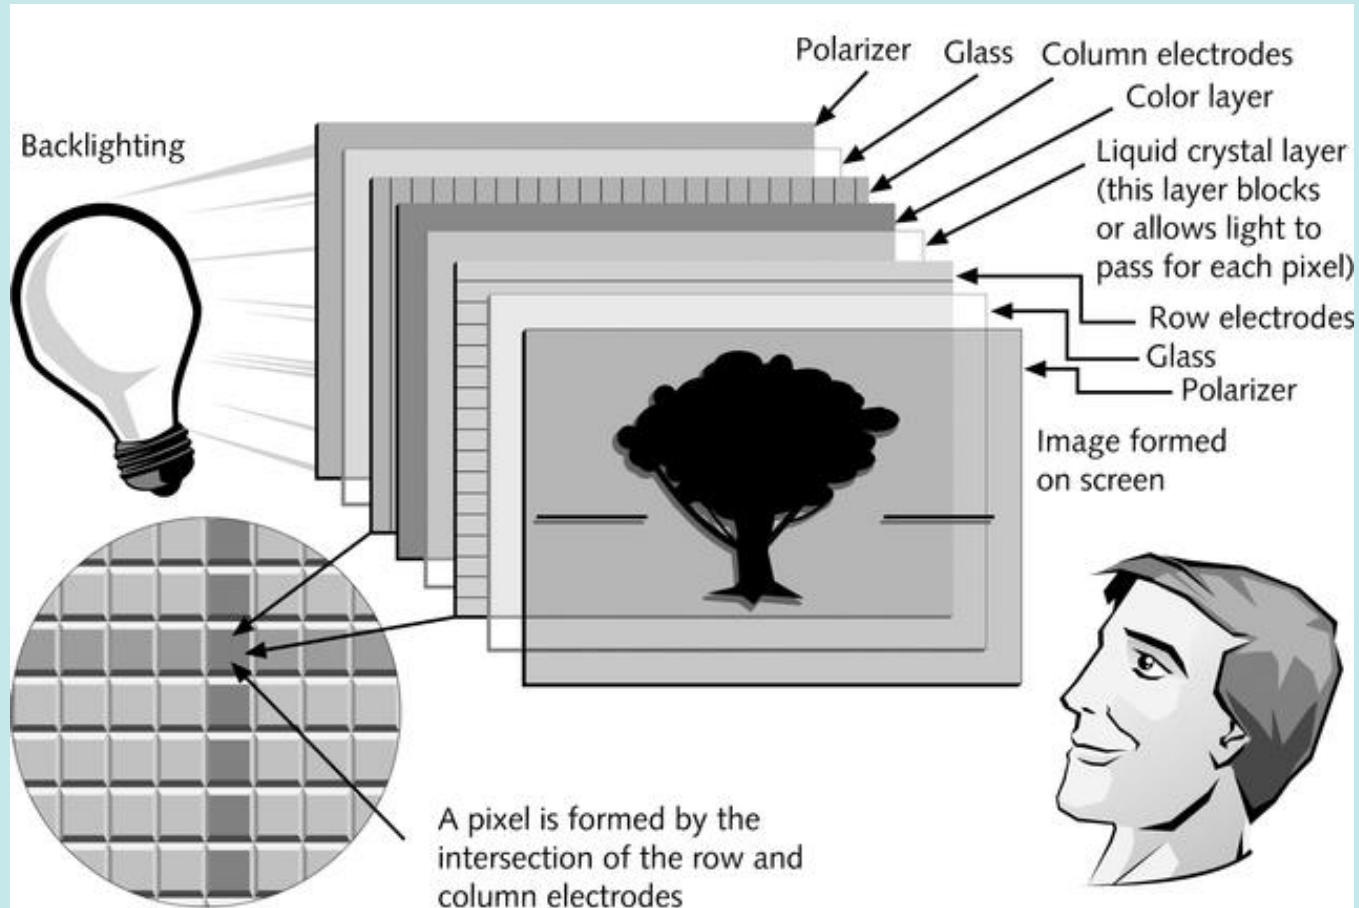 Polarizer
Glass
Column electrodes
Color layer
Backlighting
Liquid crystal layer
(this layer blocks
or allows light to
pass for each pixel)
Row electrodes
Glass
Polarizer
Image formed
on screen
A pixel is formed by the
intersection of the row and
column electrodes